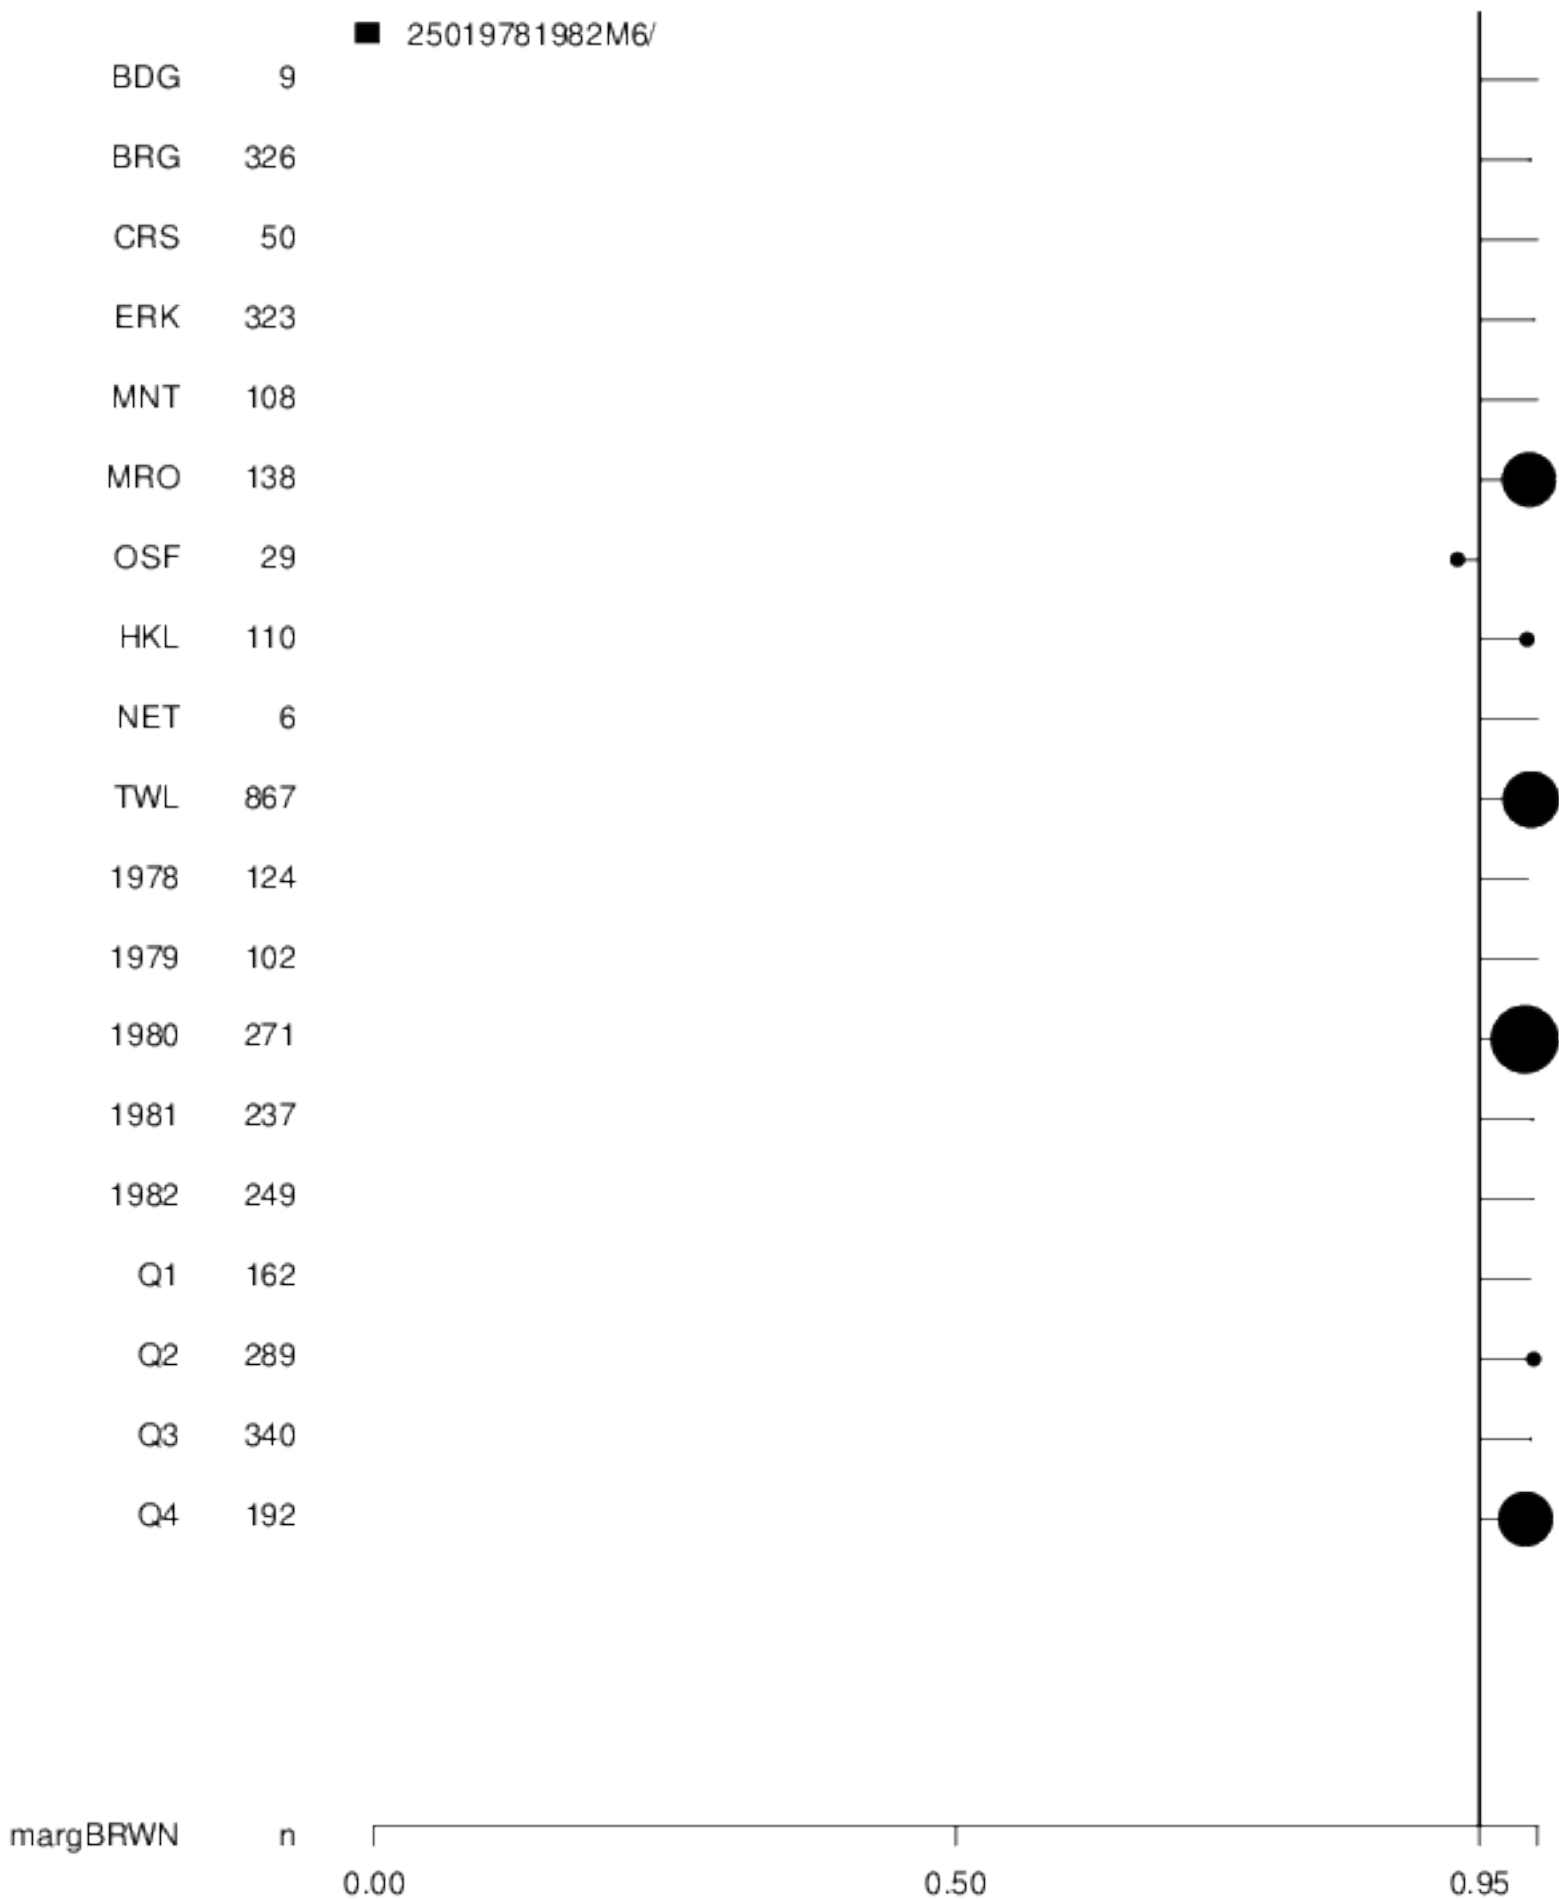 25019781982M6/
BDG 9
BRG 326
CRS 50
ERK 323
MNT 108
MRO 138
OSF 29
HKL 110
NET 6
TWL 867
1978 124
1979 102
1980 271
1981 237
1982 249
Q1 162
Q2 289
Q3 340
Q4 192
margBRWN n
0.00 0.50 0.95